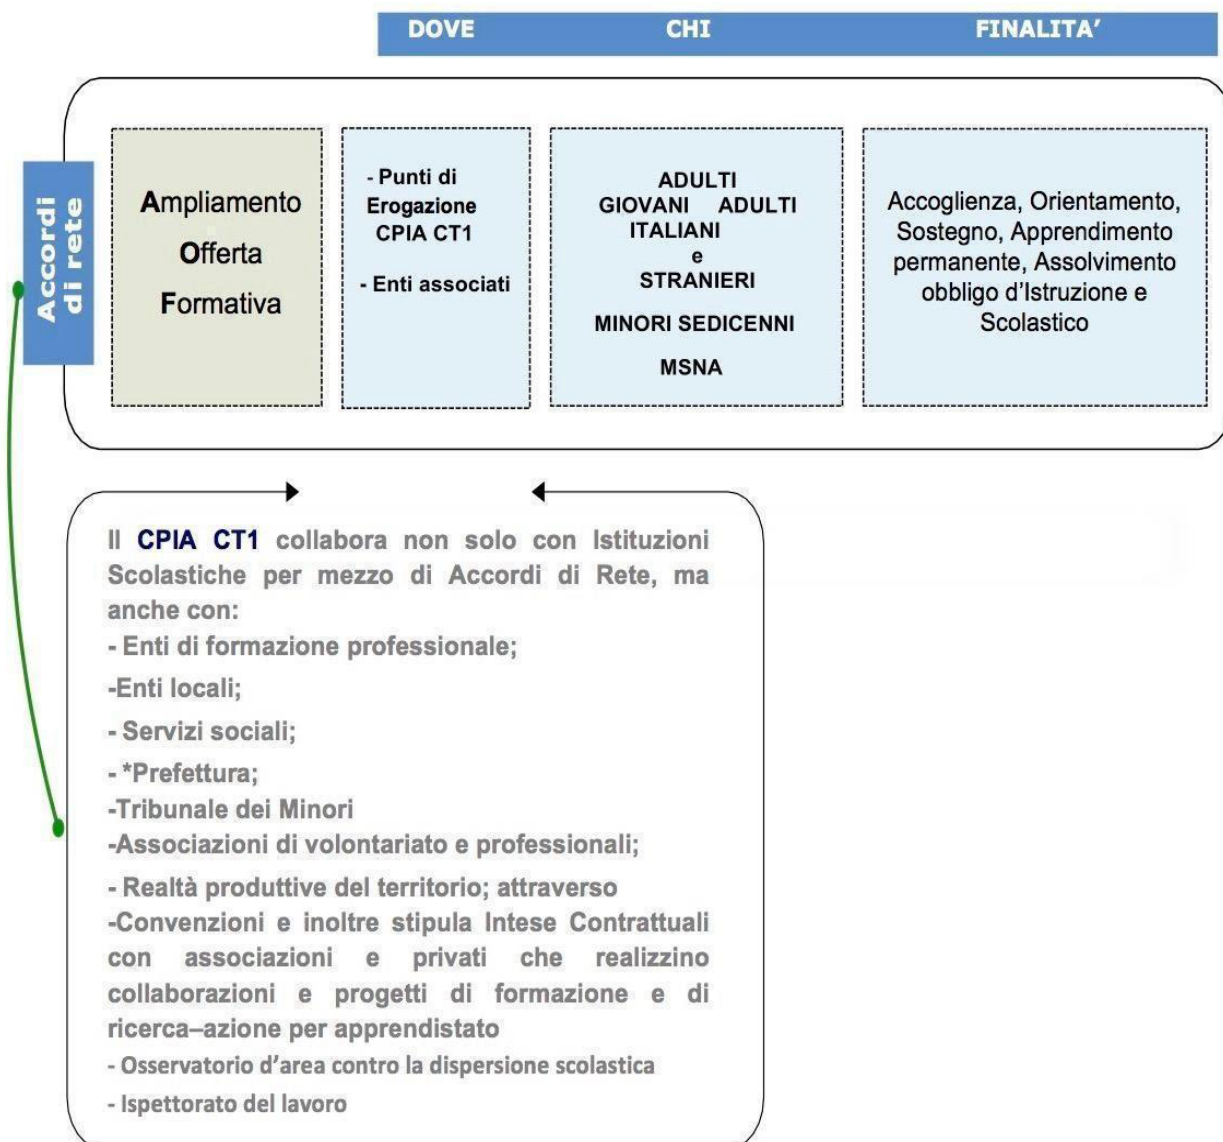 DOVE CHI FINALITA’
Accordi
di rete
Ampliamento
Offerta
Formativa
- Punti di
Erogazione
CPIA CT1
- Enti associati
ADULTI
GIOVANI ADULTI
ITALIANI
e
STRANIERI
MINORI SEDICENNI
MSNA
Accoglienza, Orientamento,
Sostegno, Apprendimento
permanente, Assolvimento
obbligo d’Istruzione e
Scolastico
Il CPIA CT1 collabora non solo con Istituzioni
Scolastiche per mezzo di Accordi di Rete, ma
anche con:
- Enti di formazione professionale;
-Enti locali;
- Servizi sociali;
- *Prefettura;
-Tribunale dei Minori
-Associazioni di volontariato e professionali;
- Realtà produttive del territorio; attraverso
-Convenzioni e inoltre stipula Intese Contrattuali
con associazioni e privati che realizzino
collaborazioni e progetti di formazione e di
ricerca–azione per apprendistato
- Osservatorio d’area contro la dispersione scolastica
- Ispettorato del lavoro